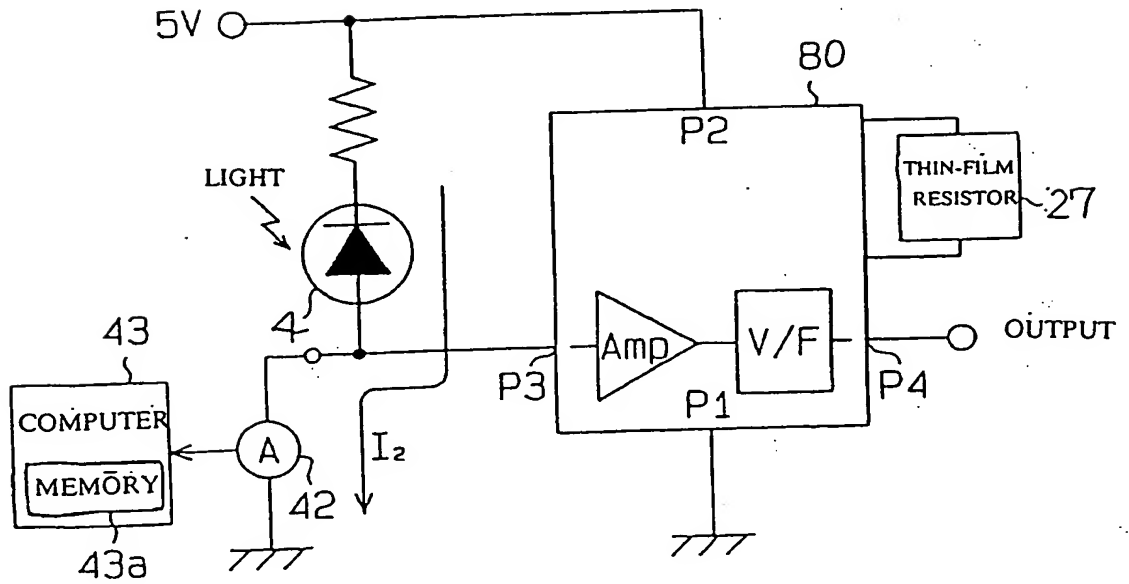 5V
80
P2
THIN-FILM
RESISTOR
27
LIGHT
4
43
Amp
V/F
OUTPUT
P3
P4
P1
COMPUTER
A
I₂
MEMORY
42
43a